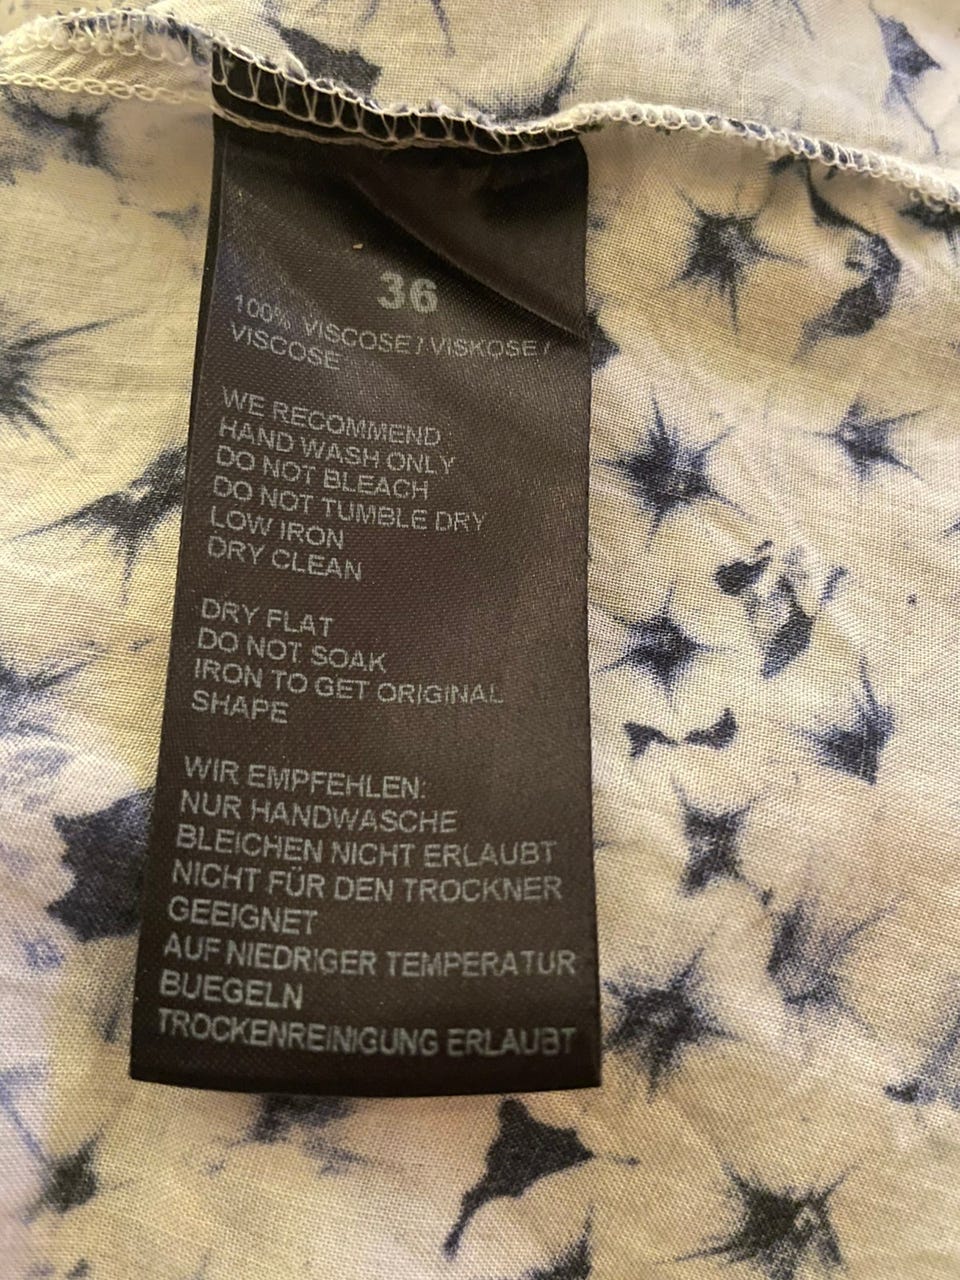 36
100% VISCOSE / VISKOSE /
VISCOSE
WE RECOMMEND :
HAND WASH ONLY
DO NOT BLEACH
DO NOT TUMBLE DRY
LOW IRON
DRY CLEAN
DRY FLAT
DO NOT SOAK
IRON TO GET ORIGINAL
SHAPE
WIR EMPFEHLEN:
NUR HANDWASCHE
BLEICHEN NICHT ERLAUBT
NICHT FÜR DEN TROCKNER
GEEIGNET
AUF NIEDRIGER TEMPERATUR
BUEGELN
TROCKENREINIGUNG ERLAUBT